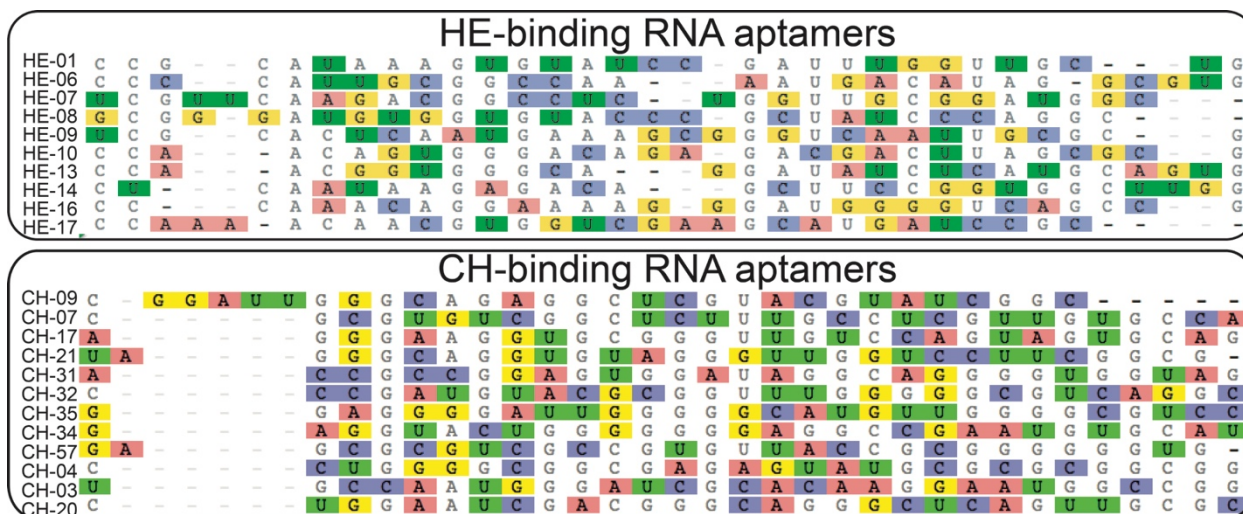 HE-binding RNA aptamers
HE-01 C C G - - C A U A A A G U G U A U C C - G A U U U G G U U G C - - - U G
HE-06 C C C - - C A U U G C G G C C A A - - - A A U G A C A U A G - G C G U G
HE-07 U C G U U C A A G A C G G C C U C - - U G G U U G C G G A U G G C - - G
HE-08 G C G G - G A U G U G G U G U A C C C - G C U A U C C C A G G C - - - G
HE-09 U C G - - C A C U C A A U G A A A G C G G G U C A A U U G C G C - - - G
HE-10 C C A - - - A C A G U G G G A C A G A - G A C G A C U U A G C G C - - G
HE-13 C C A - - - A C G G U G G G C A - - - G G A U A U C U C A U G C A G U G
HE-14 C U - - - C A A U A A G A G A C A - - - G C U U C C G G U G G C U U G G
HE-16 C C - - - C A A A C A G G A A A A G - G G A U G G G G U C A G C C - - G
HE-17 C C A A A - A C A A C G U G G U C G A A G C A U G A U C C G C - - - - -
CH-binding RNA aptamers
CH-09 C - G G A U U G G G C A G A G G C U C G U A C G U A U C G G C - - - - -
CH-07 C - - - - - - G C G U G U C G G C U C U U U G C C U C G U U G U G C C A
CH-17 A - - - - - - G G G A A G G U G C G G G U U G U C C A G U A G U G C A G
CH-21 U A - - - - - G G G C A G G U G U A G G G U U G G U C C U U C G G C G -
CH-31 A - - - - - - C C G C C G G A G U G G A U A G G C A G G G G U G G U A G
CH-32 C - - - - - - C C G A U G U A C G C G G U U U G G G G G C G U C A G G C
CH-35 G - - - - - - G A G G G G A U U G G G G G C A U G U U G G G G C G U C C
CH-34 G - - - - - - A G G U A C U G G G G G G G A G G C C G A A U G U G C A U
CH-57 G A - - - - - G C G C G U C G C C G U G U U A C C G C G G G G G G U G -
CH-04 C - - - - - - C U G G G G C G G C G A G A G U A U G C G C G C G G C G G
CH-03 U - - - - - - G C C A A U G G G A U C G C A C A A G G A A U G G C C G G
CH-20 C - - - - - - U G G A A U C G A C G G G C A G G G C U C A G U U G C G C